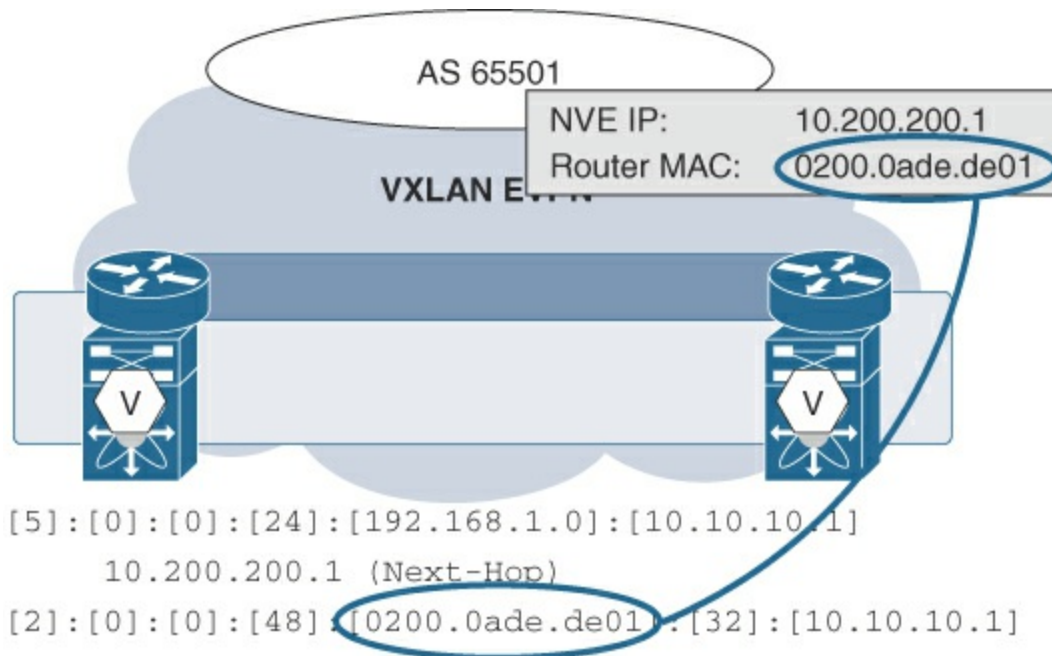 AS 65501
NVE IP: 10.200.200.1
Router MAC: 0200.0ade.de01
VXLAN EVPN
V V
[5]:[0]:[0]:[24]:[192.168.1.0]:[10.10.10.1]
10.200.200.1 (Next-Hop)
[2]:[0]:[0]:[48]:[0200.0ade.de01]:[32]:[10.10.10.1]